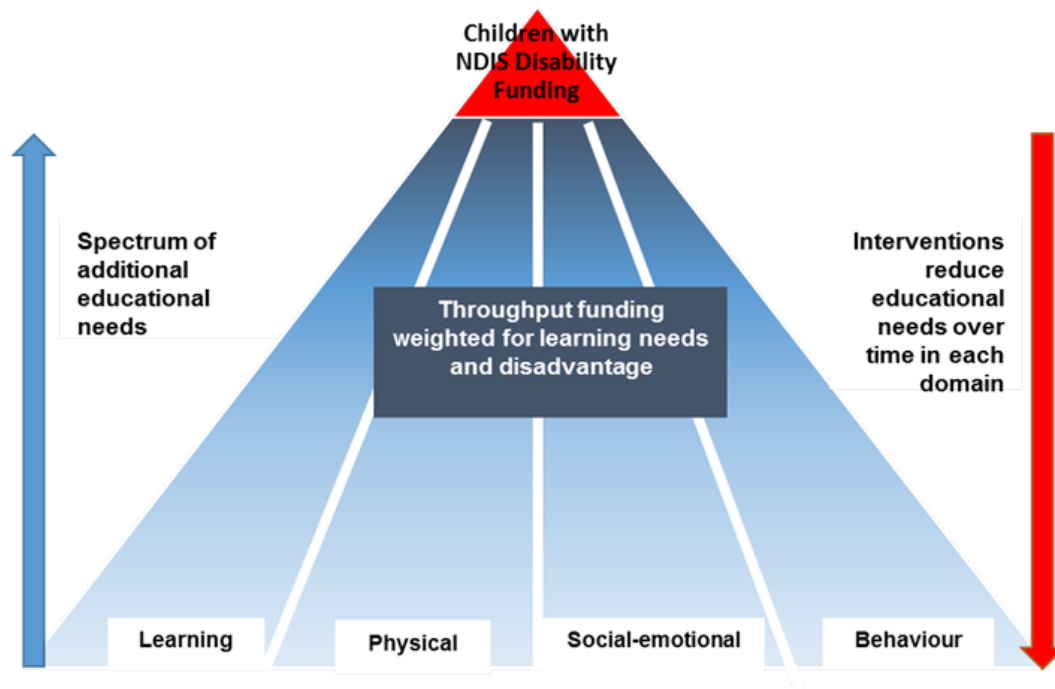 Children with
NDIS Disability
Funding
Spectrum of
additional
educational
needs
Throughput funding
weighted for learning needs
and disadvantage
Interventions
reduce
educational
needs over
time in each
domain
Learning
Physical
Social-emotional
Behaviour